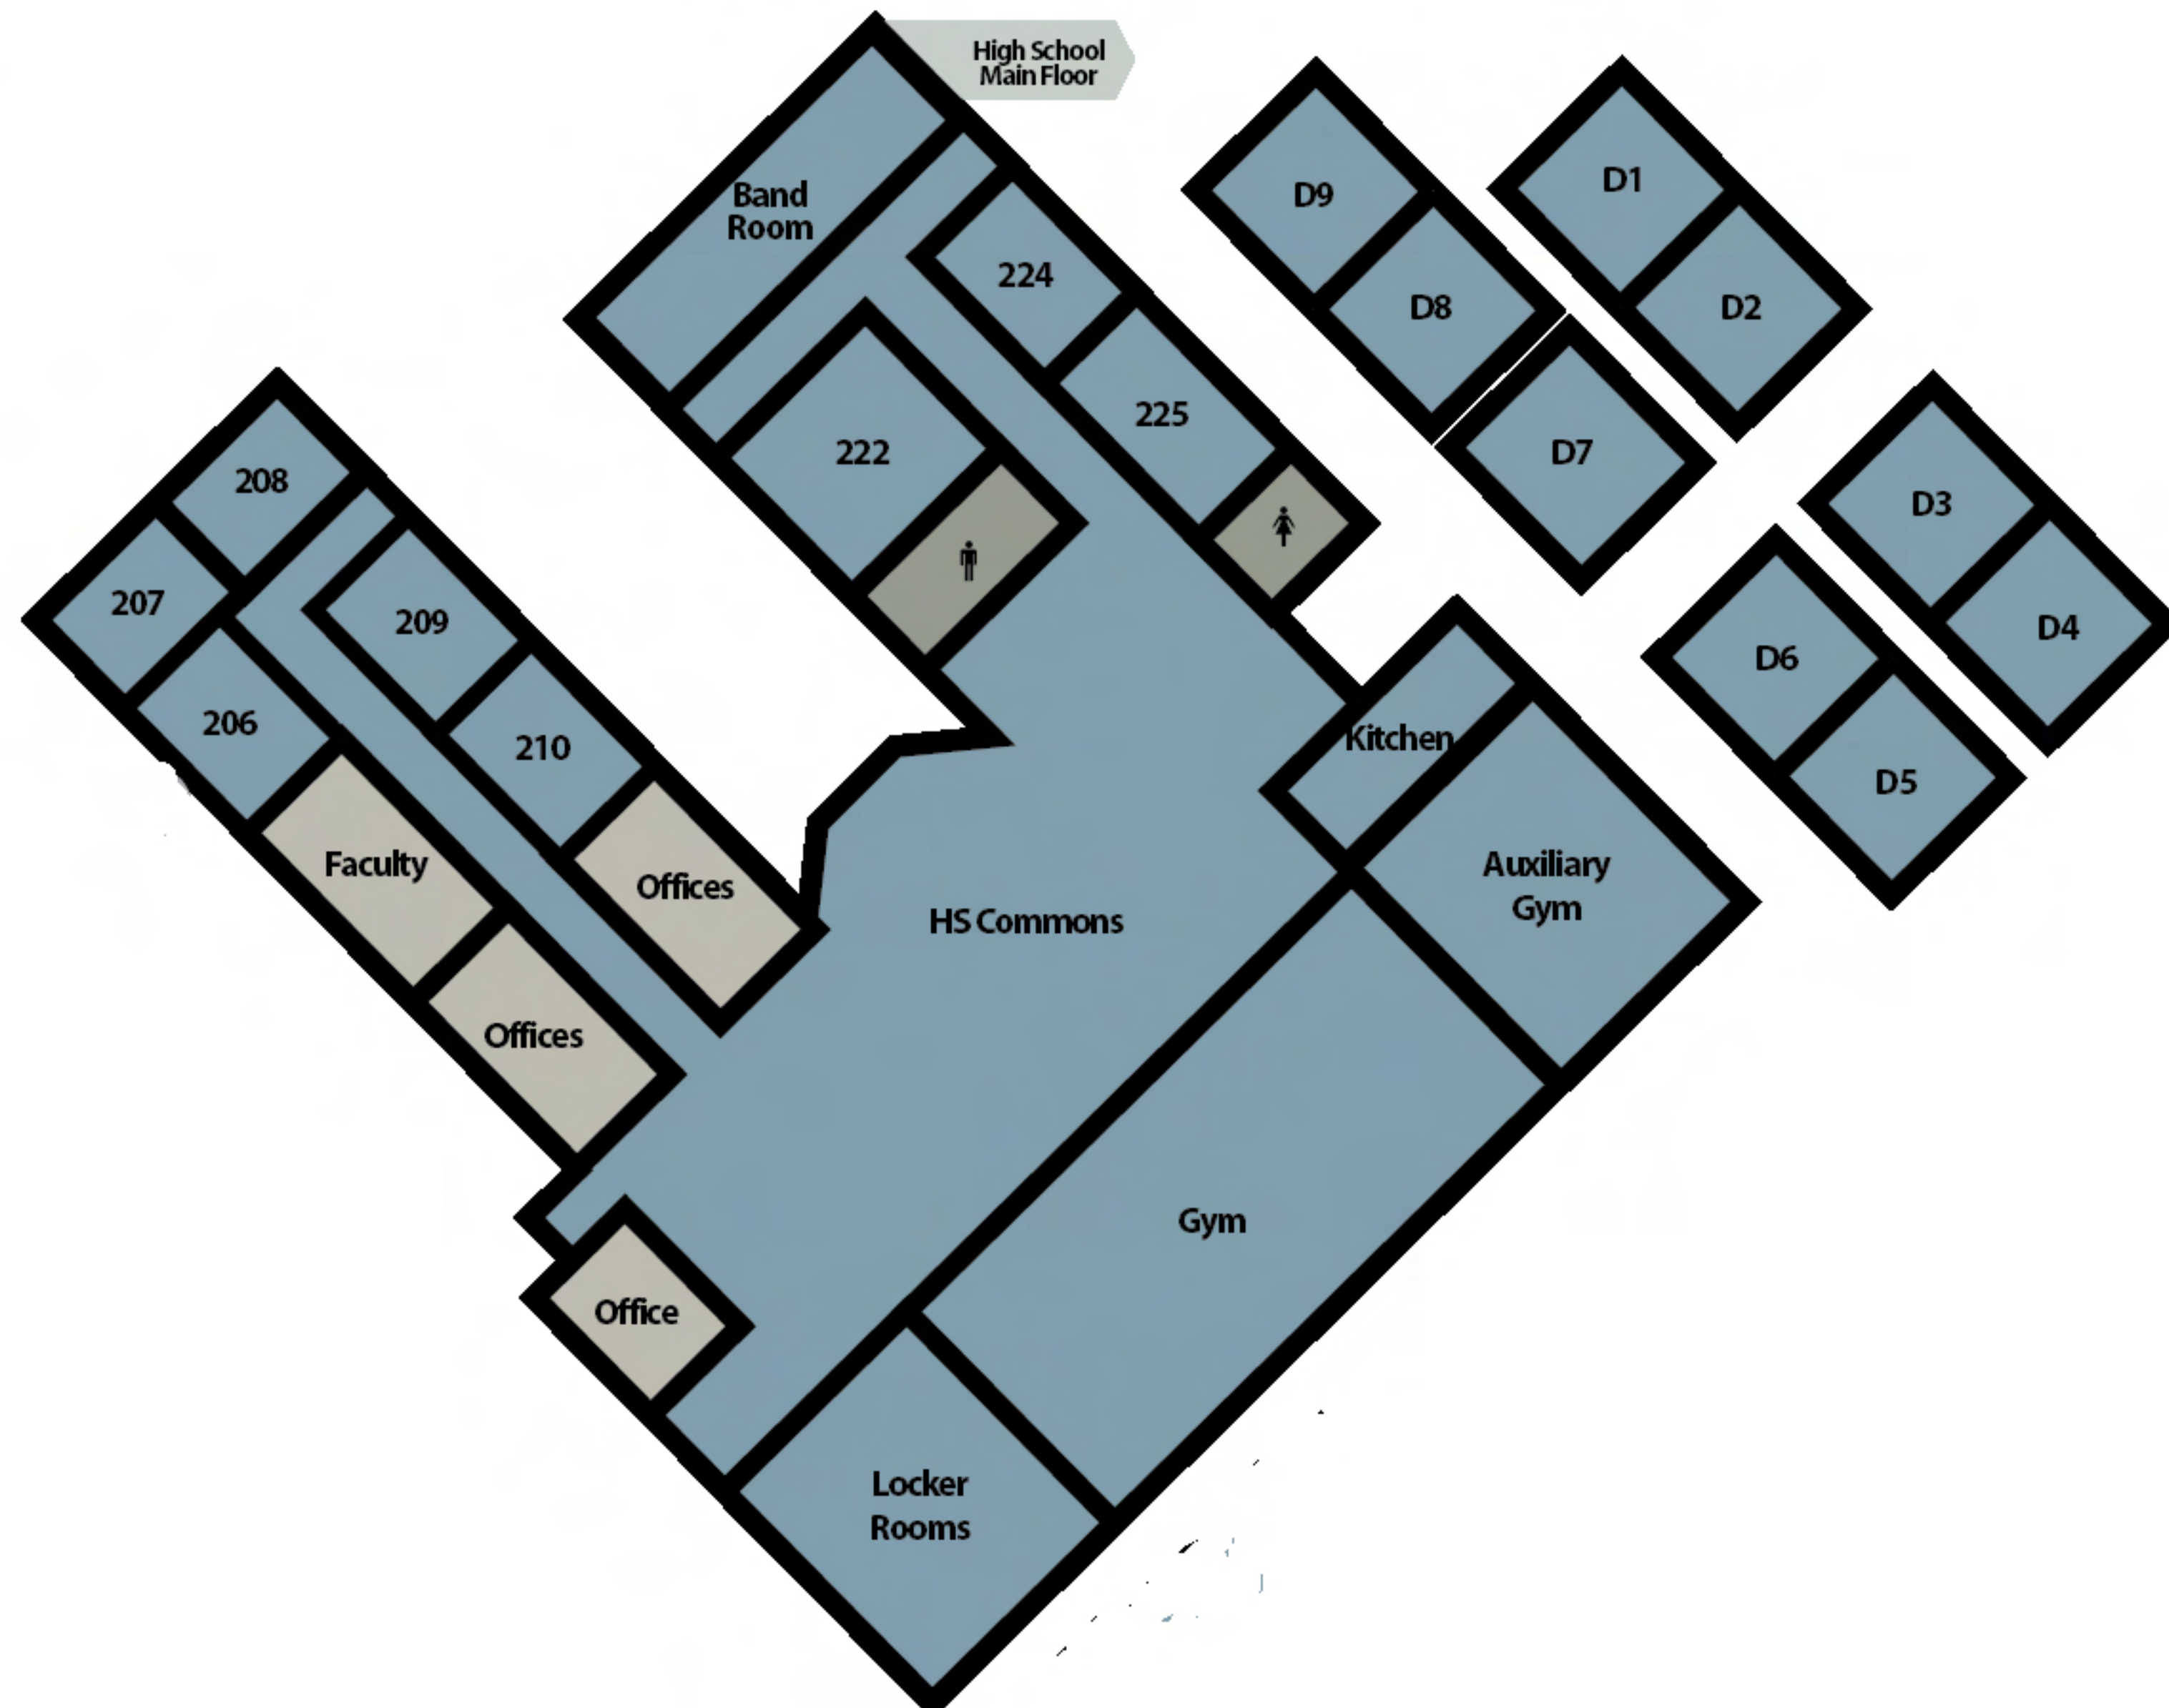 High School
Main Floor
D9
D1
D8
D2
D7
D3
D4
D6
D5
Band
Room
224
225
222
208
207
209
206
210
Faculty
Offices
Offices
HS Commons
Kitchen
Auxiliary
Gym
Gym
Office
Locker
Rooms